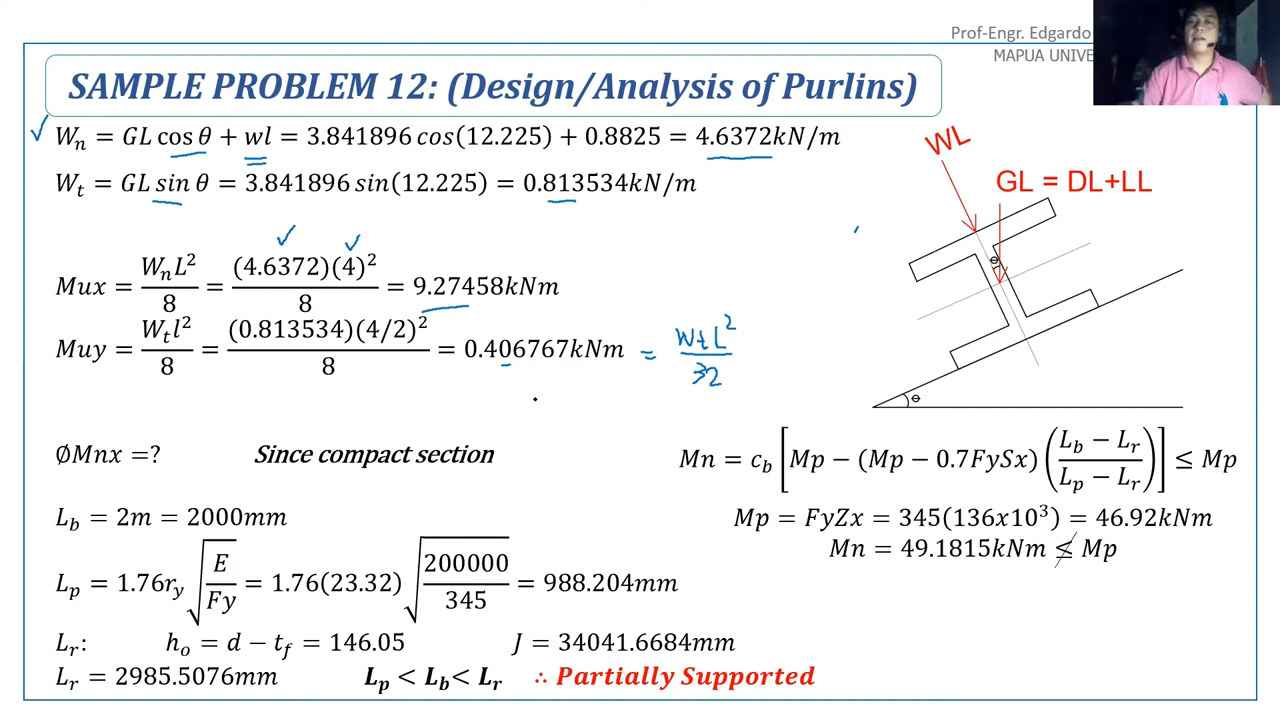 Prof-Engr. Edgardo
MAPUA UNIVE
SAMPLE PROBLEM 12: (Design/Analysis of Purlins)
✓ Wn = GL cos θ + wl = 3.841896 cos(12.225) + 0.8825 = 4.6372kN/m
Wt = GL sin θ = 3.841896 sin(12.225) = 0.813534kN/m
WL
GL = DL+LL
θ
θ
✓ ✓
Mux = WnL²/8 = (4.6372)(4)²/8 = 9.27458kNm
Muy = Wtl²/8 = (0.813534)(4/2)²/8 = 0.406767kNm = WtL²/32
∅Mnx =? Since compact section
Mn = cb[Mp − (Mp − 0.7FySx)((Lb − Lr)/(Lp − Lr))] ≤ Mp
Lb = 2m = 2000mm
Mp = FyZx = 345(136x10³) = 46.92kNm
Mn = 49.1815kNm ≰ Mp
Lp = 1.76ry√(E/Fy) = 1.76(23.32)√(200000/345) = 988.204mm
Lr: ho = d − tf = 146.05 J = 34041.6684mm
Lr = 2985.5076mm Lp < Lb< Lr ∴ Partially Supported